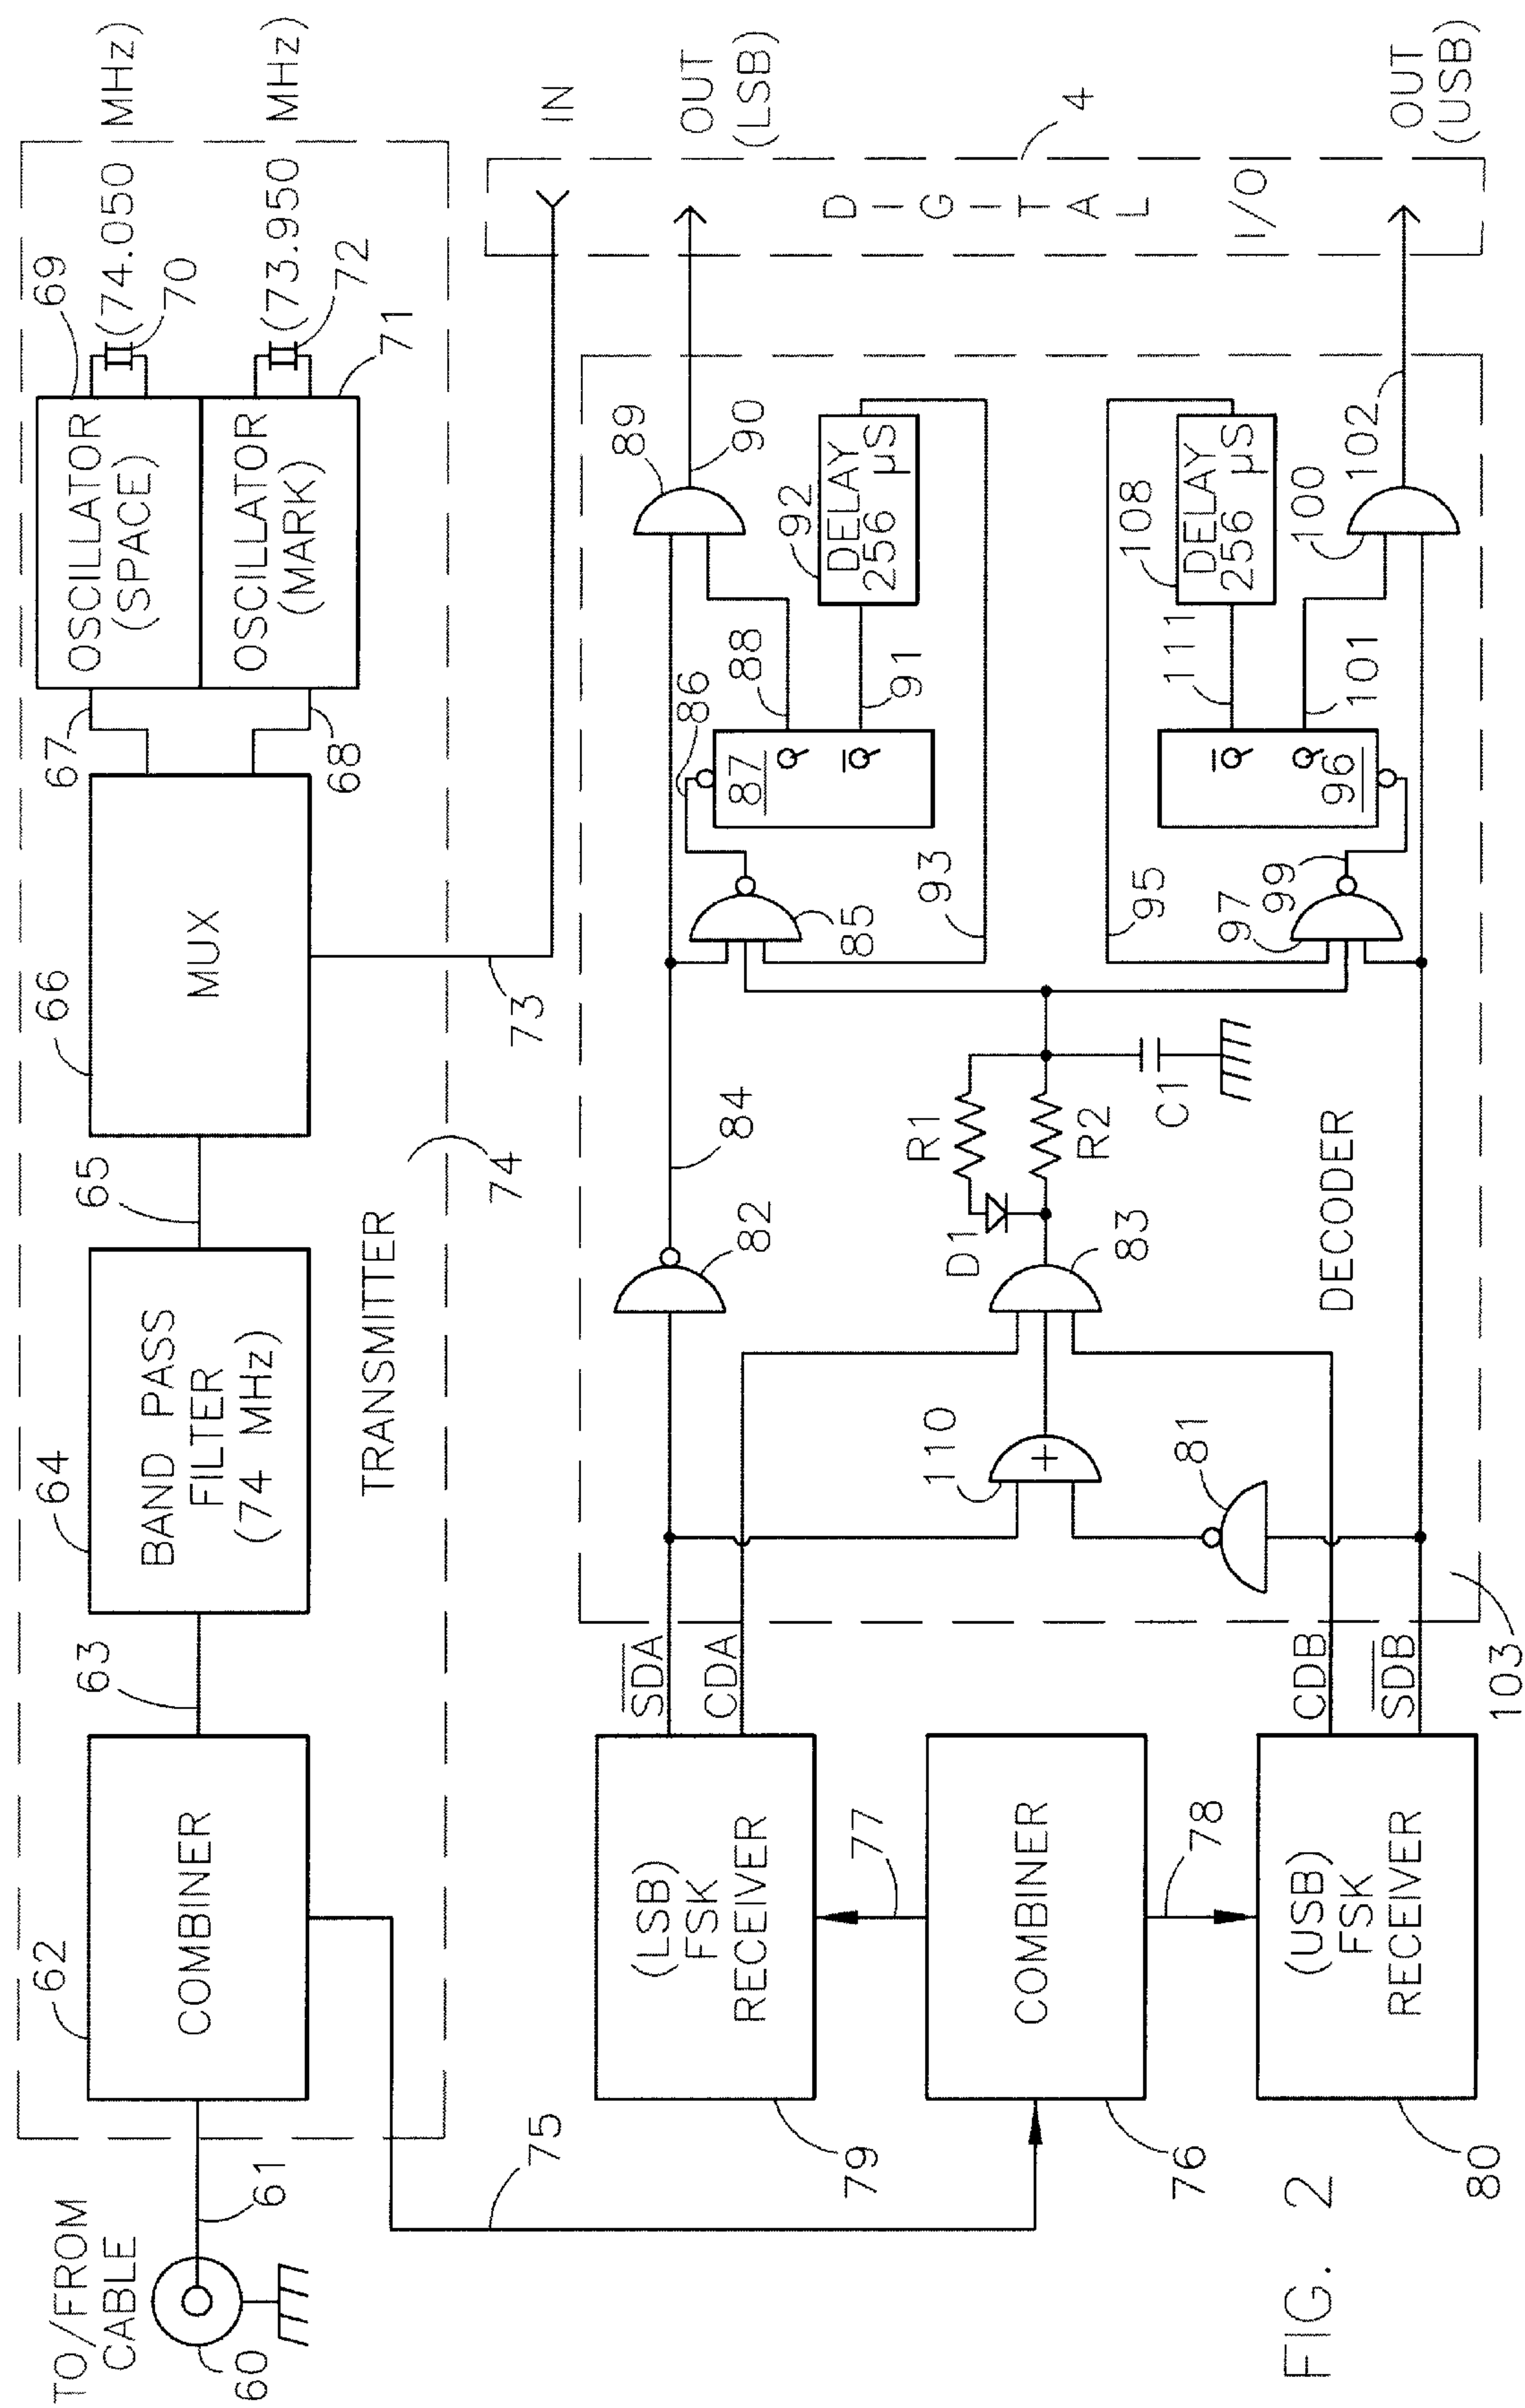 TO/FROM
CABLE
60
61
62
COMBINER
63
64
BAND PASS
FILTER
(74 MHz)
65
66
MUX
67
68
69
OSCILLATOR
(SPACE)
OSCILLATOR
(MARK)
(74.050 MHz)
70
(73.950 MHz)
72
71
TRANSMITTER
74
73
75
IN
OUT
(LSB)
4
DIGITAL
I/O
OUT
(USB)
(LSB)
FSK
RECEIVER
79
77
COMBINER
76
78
(USB)
FSK
RECEIVER
80
S̅D̅A̅
CDA
CDB
S̅D̅B̅
103
82
84
110
+
81
83
D1
R1
R2
C1
DECODER
85
86
87
Q
Q̅
88
89
90
91
92
DELAY
256 µS
93
95
97
99
96
Q̅
Q
111
101
108
DELAY
256 µS
100
102
FIG. 2